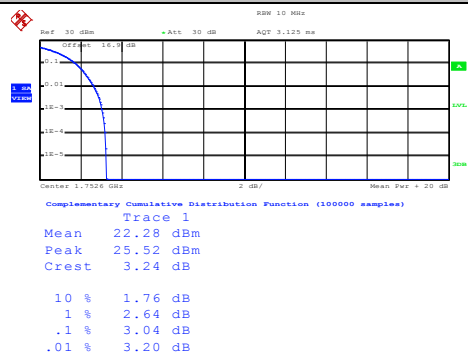 RBW 10 MHz
Ref 30 dBm Att 30 dB AQT 3.125 ms
Offset 16.9 dB
0.1
A
0.01
1 SA
VIEW
1E-3
LVL
1E-4
1E-5
3DB
Center 1.7526 GHz 2 dB/ Mean Pwr + 20 dB
Complementary Cumulative Distribution Function (100000 samples)
Trace 1
Mean 22.28 dBm
Peak 25.52 dBm
Crest 3.24 dB
10 % 1.76 dB
1 % 2.64 dB
.1 % 3.04 dB
.01 % 3.20 dB